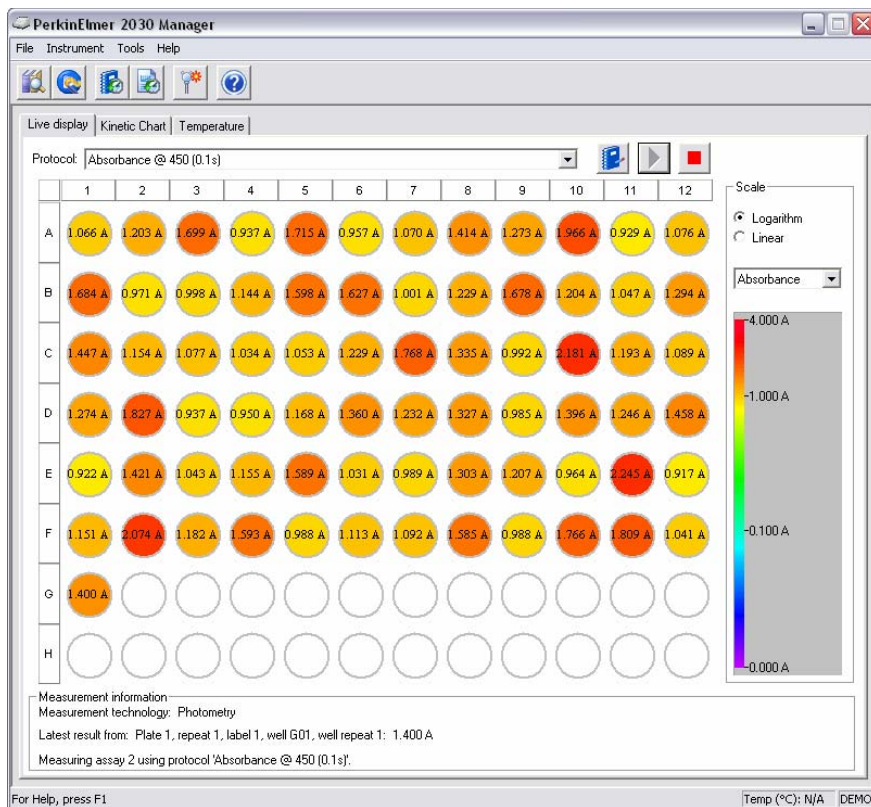 PerkinElmer 2030 Manager
File Instrument Tools Help
Live display Kinetic Chart Temperature
Protocol: Absorbance @ 450 (0.1s)
1 2 3 4 5 6 7 8 9 10 11 12
A 1.066 A 1.203 A 1.699 A 0.937 A 1.715 A 0.957 A 1.070 A 1.414 A 1.273 A 1.966 A 0.929 A 1.076 A
B 1.684 A 0.971 A 0.998 A 1.144 A 1.598 A 1.627 A 1.001 A 1.229 A 1.678 A 1.204 A 1.047 A 1.294 A
C 1.447 A 1.154 A 1.077 A 1.034 A 1.053 A 1.229 A 1.768 A 1.335 A 0.992 A 2.181 A 1.193 A 1.089 A
D 1.274 A 1.827 A 0.937 A 0.950 A 1.168 A 1.360 A 1.232 A 1.327 A 0.985 A 1.396 A 1.246 A 1.458 A
E 0.922 A 1.421 A 1.043 A 1.155 A 1.589 A 1.031 A 0.989 A 1.303 A 1.207 A 0.964 A 2.245 A 0.917 A
F 1.151 A 2.074 A 1.182 A 1.593 A 0.988 A 1.113 A 1.092 A 1.585 A 0.988 A 1.766 A 1.809 A 1.041 A
G 1.400 A
H
Scale
Logarithm
Linear
Absorbance
4.000 A
1.000 A
0.100 A
0.000 A
Measurement information
Measurement technology: Photometry
Latest result from: Plate 1, repeat 1, label 1, well G01, well repeat 1: 1.400 A
Measuring assay 2 using protocol 'Absorbance @ 450 (0.1s)'.
For Help, press F1 Temp (°C): N/A DEMO